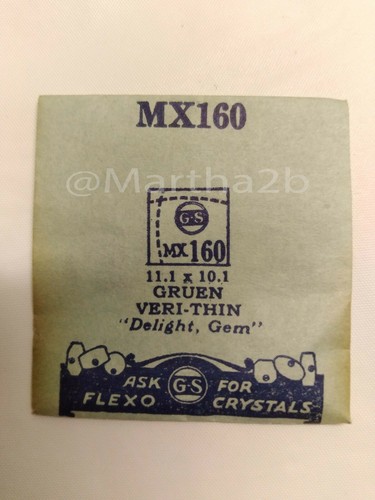 MX160
@Martha2b
G-S
MX 160
11.1 x 10.1
GRUEN
VERI-THIN
"Delight, Gem"
ASK G-S FOR
FLEXO CRYSTALS